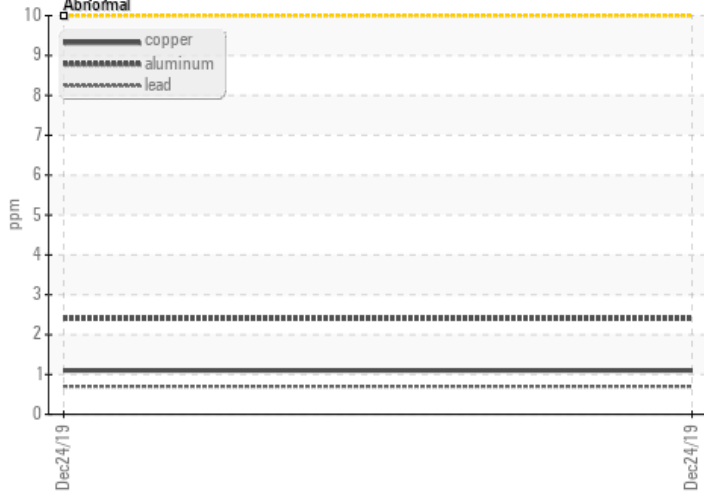 Abnormal
10
9
8
7
6
5
4
3
2
1
0
ppm
copper
aluminum
lead
Dec24/19
Dec24/19